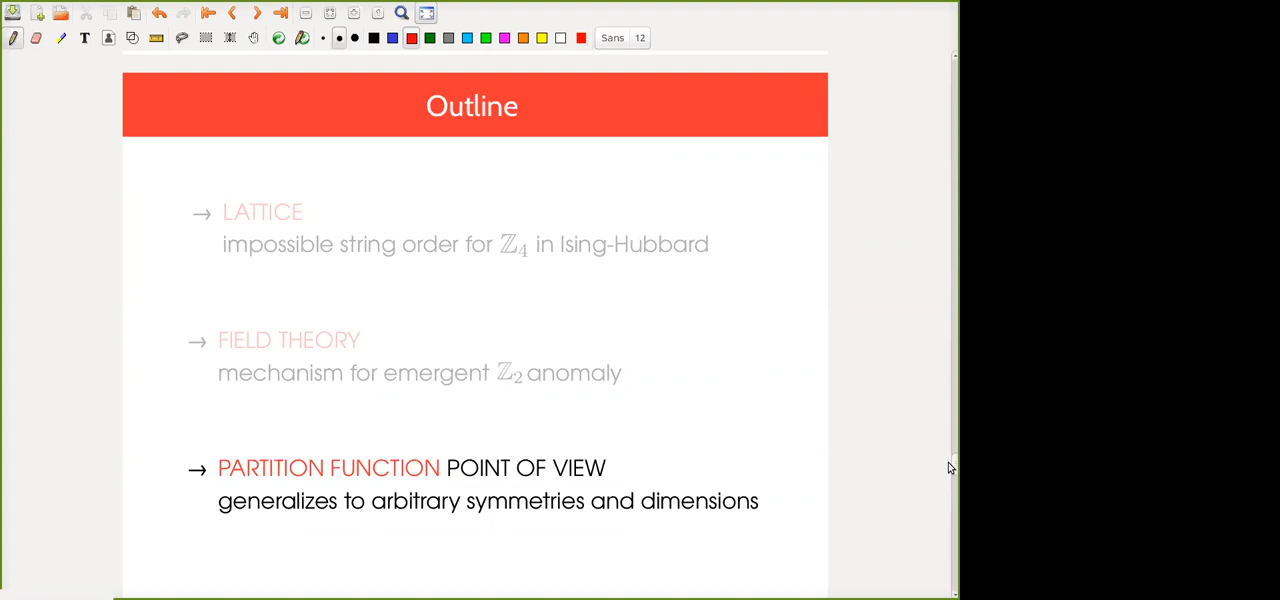 T
Sans 12
Outline
→ LATTICE
impossible string order for ℤ₄ in Ising-Hubbard
→ FIELD THEORY
mechanism for emergent ℤ₂ anomaly
→ PARTITION FUNCTION POINT OF VIEW
generalizes to arbitrary symmetries and dimensions